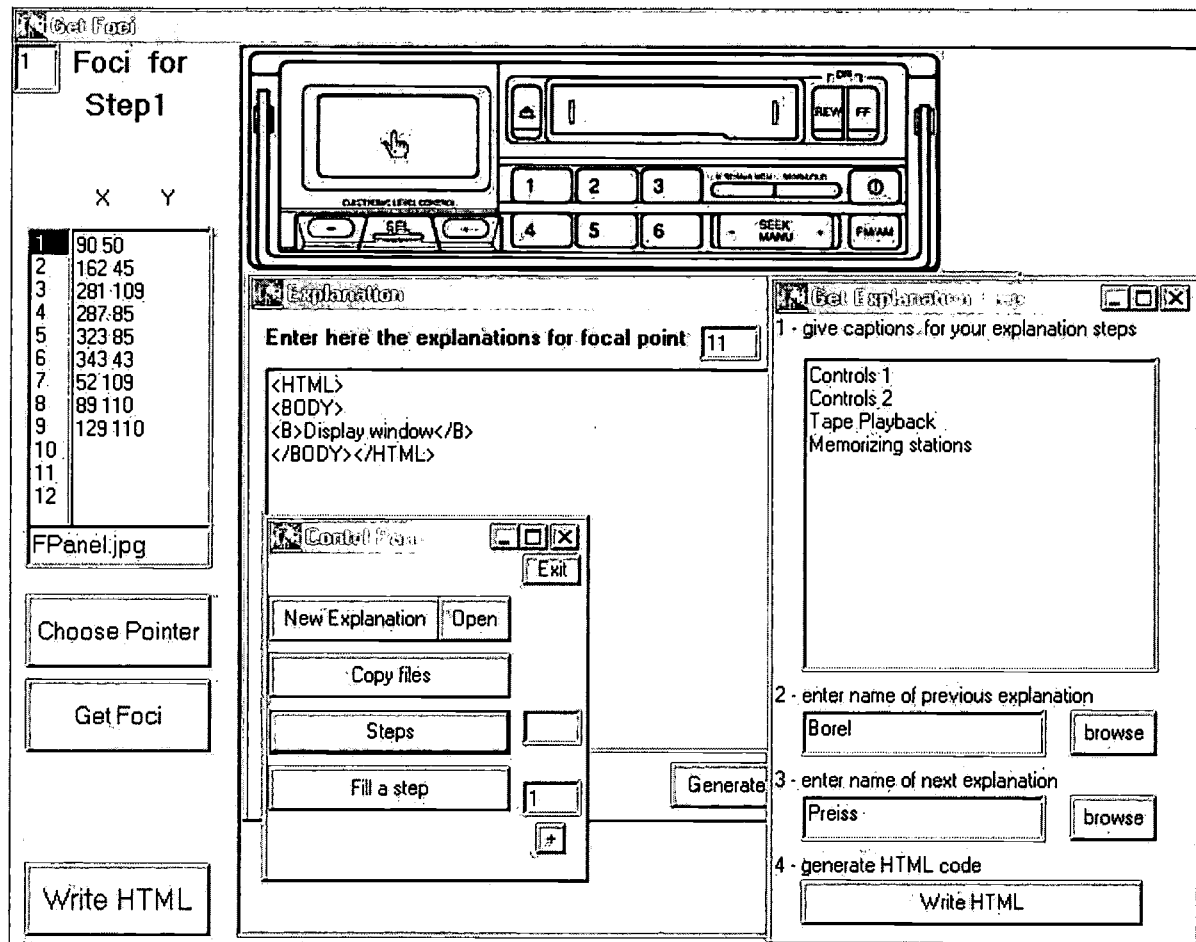 Get Foci
1
Foci for
Step1
X Y
1 90 50
2 162 45
3 281 109
4 287 85
5 323 85
6 343 43
7 52 109
8 89 110
9 129 110
10
11
12
FPanel.jpg
Choose Pointer
Get Foci
Write HTML
REW FF
1 2 3
ELECTRONIC LEVEL CONTROL
- SEL
4 5 6
- SEEK +
MANU
FM/AM
Explanation
Enter here the explanations for focal point 11
<HTML>
<BODY>
<B>Display window</B>
</BODY></HTML>
Generate
Contol
Exit
New Explanation Open
Copy files
Steps
Fill a step
1
+
Get Explanation
1 - give captions for your explanation steps
Controls 1
Controls 2
Tape Playback
Memorizing stations
2 - enter name of previous explanation
Borel browse
3 - enter name of next explanation
Preiss browse
4 - generate HTML code
Write HTML